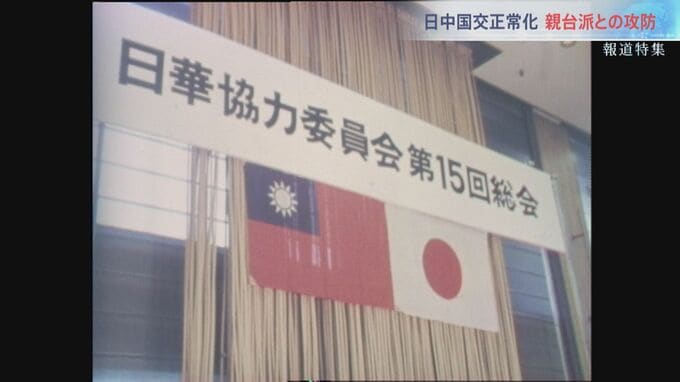 日中国交正常化 親台派との攻防
報道特集
日華協力委員会第15回総会